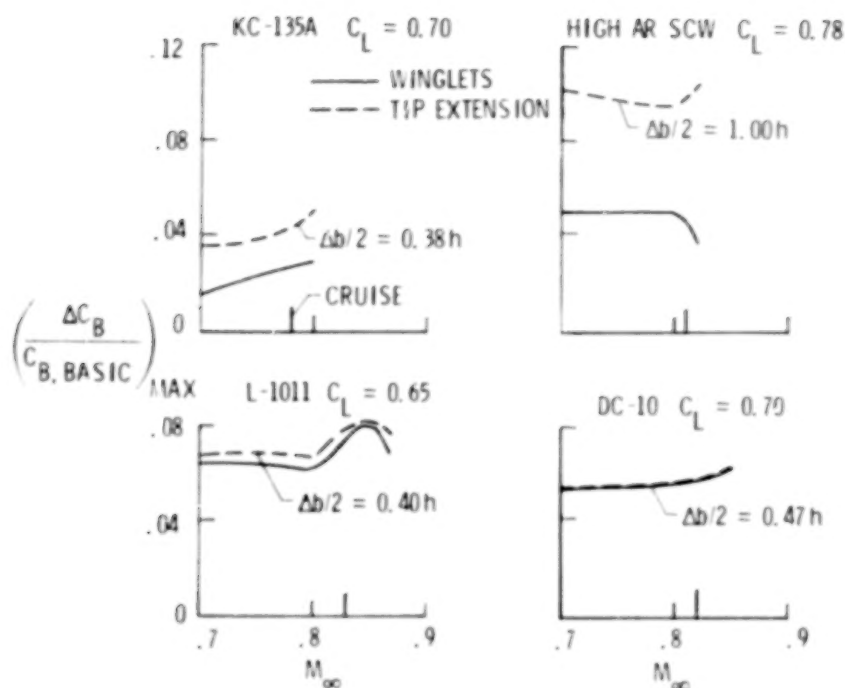 KC-135A C_L = 0.70
HIGH AR SCW C_L = 0.78
.12
.08
.04
0
WINGLETS
TIP EXTENSION
Δb/2 = 0.38h
CRUISE
Δb/2 = 1.00h
(ΔC_B / C_B, BASIC) MAX
L-1011 C_L = 0.65
DC-10 C_L = 0.70
.08
.04
0
Δb/2 = 0.40h
Δb/2 = 0.47h
.7 .8 .9
M_∞
.7 .8 .9
M_∞